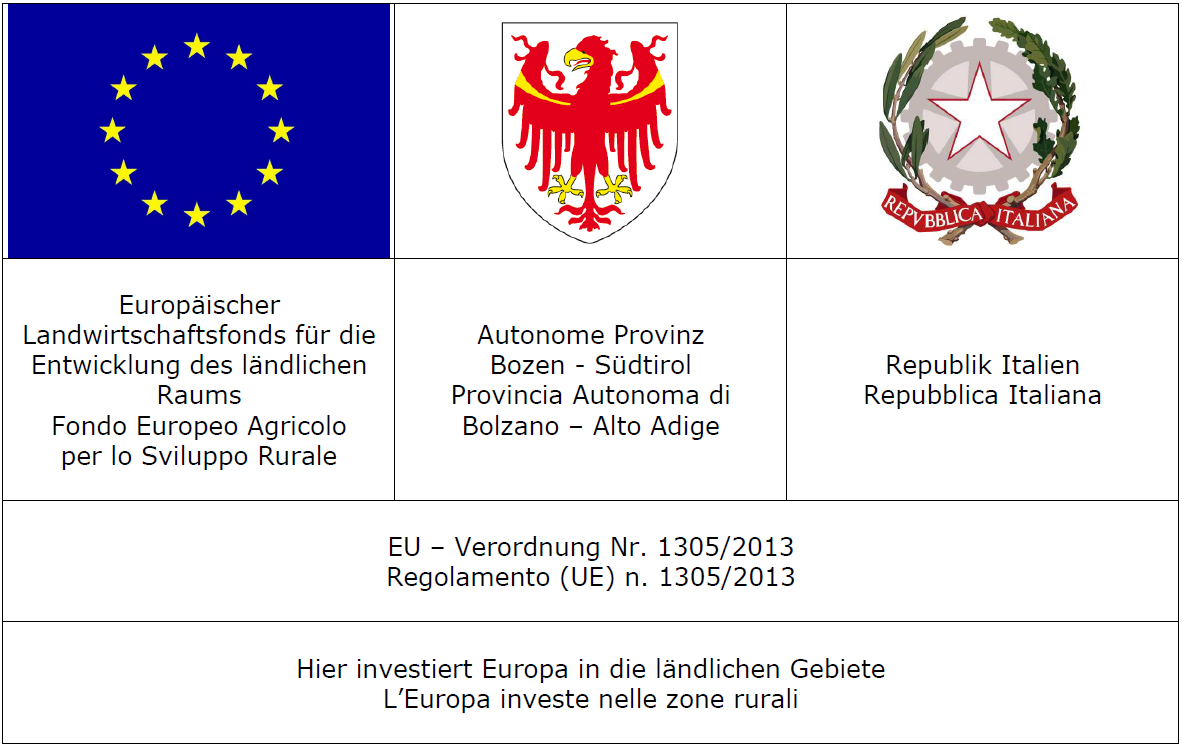 REPVBBLICA ITALIANA
Europäischer
Landwirtschaftsfonds für die
Entwicklung des ländlichen
Raums
Fondo Europeo Agricolo
per lo Sviluppo Rurale
Autonome Provinz
Bozen - Südtirol
Provincia Autonoma di
Bolzano – Alto Adige
Republik Italien
Repubblica Italiana
EU – Verordnung Nr. 1305/2013
Regolamento (UE) n. 1305/2013
Hier investiert Europa in die ländlichen Gebiete
L’Europa investe nelle zone rurali